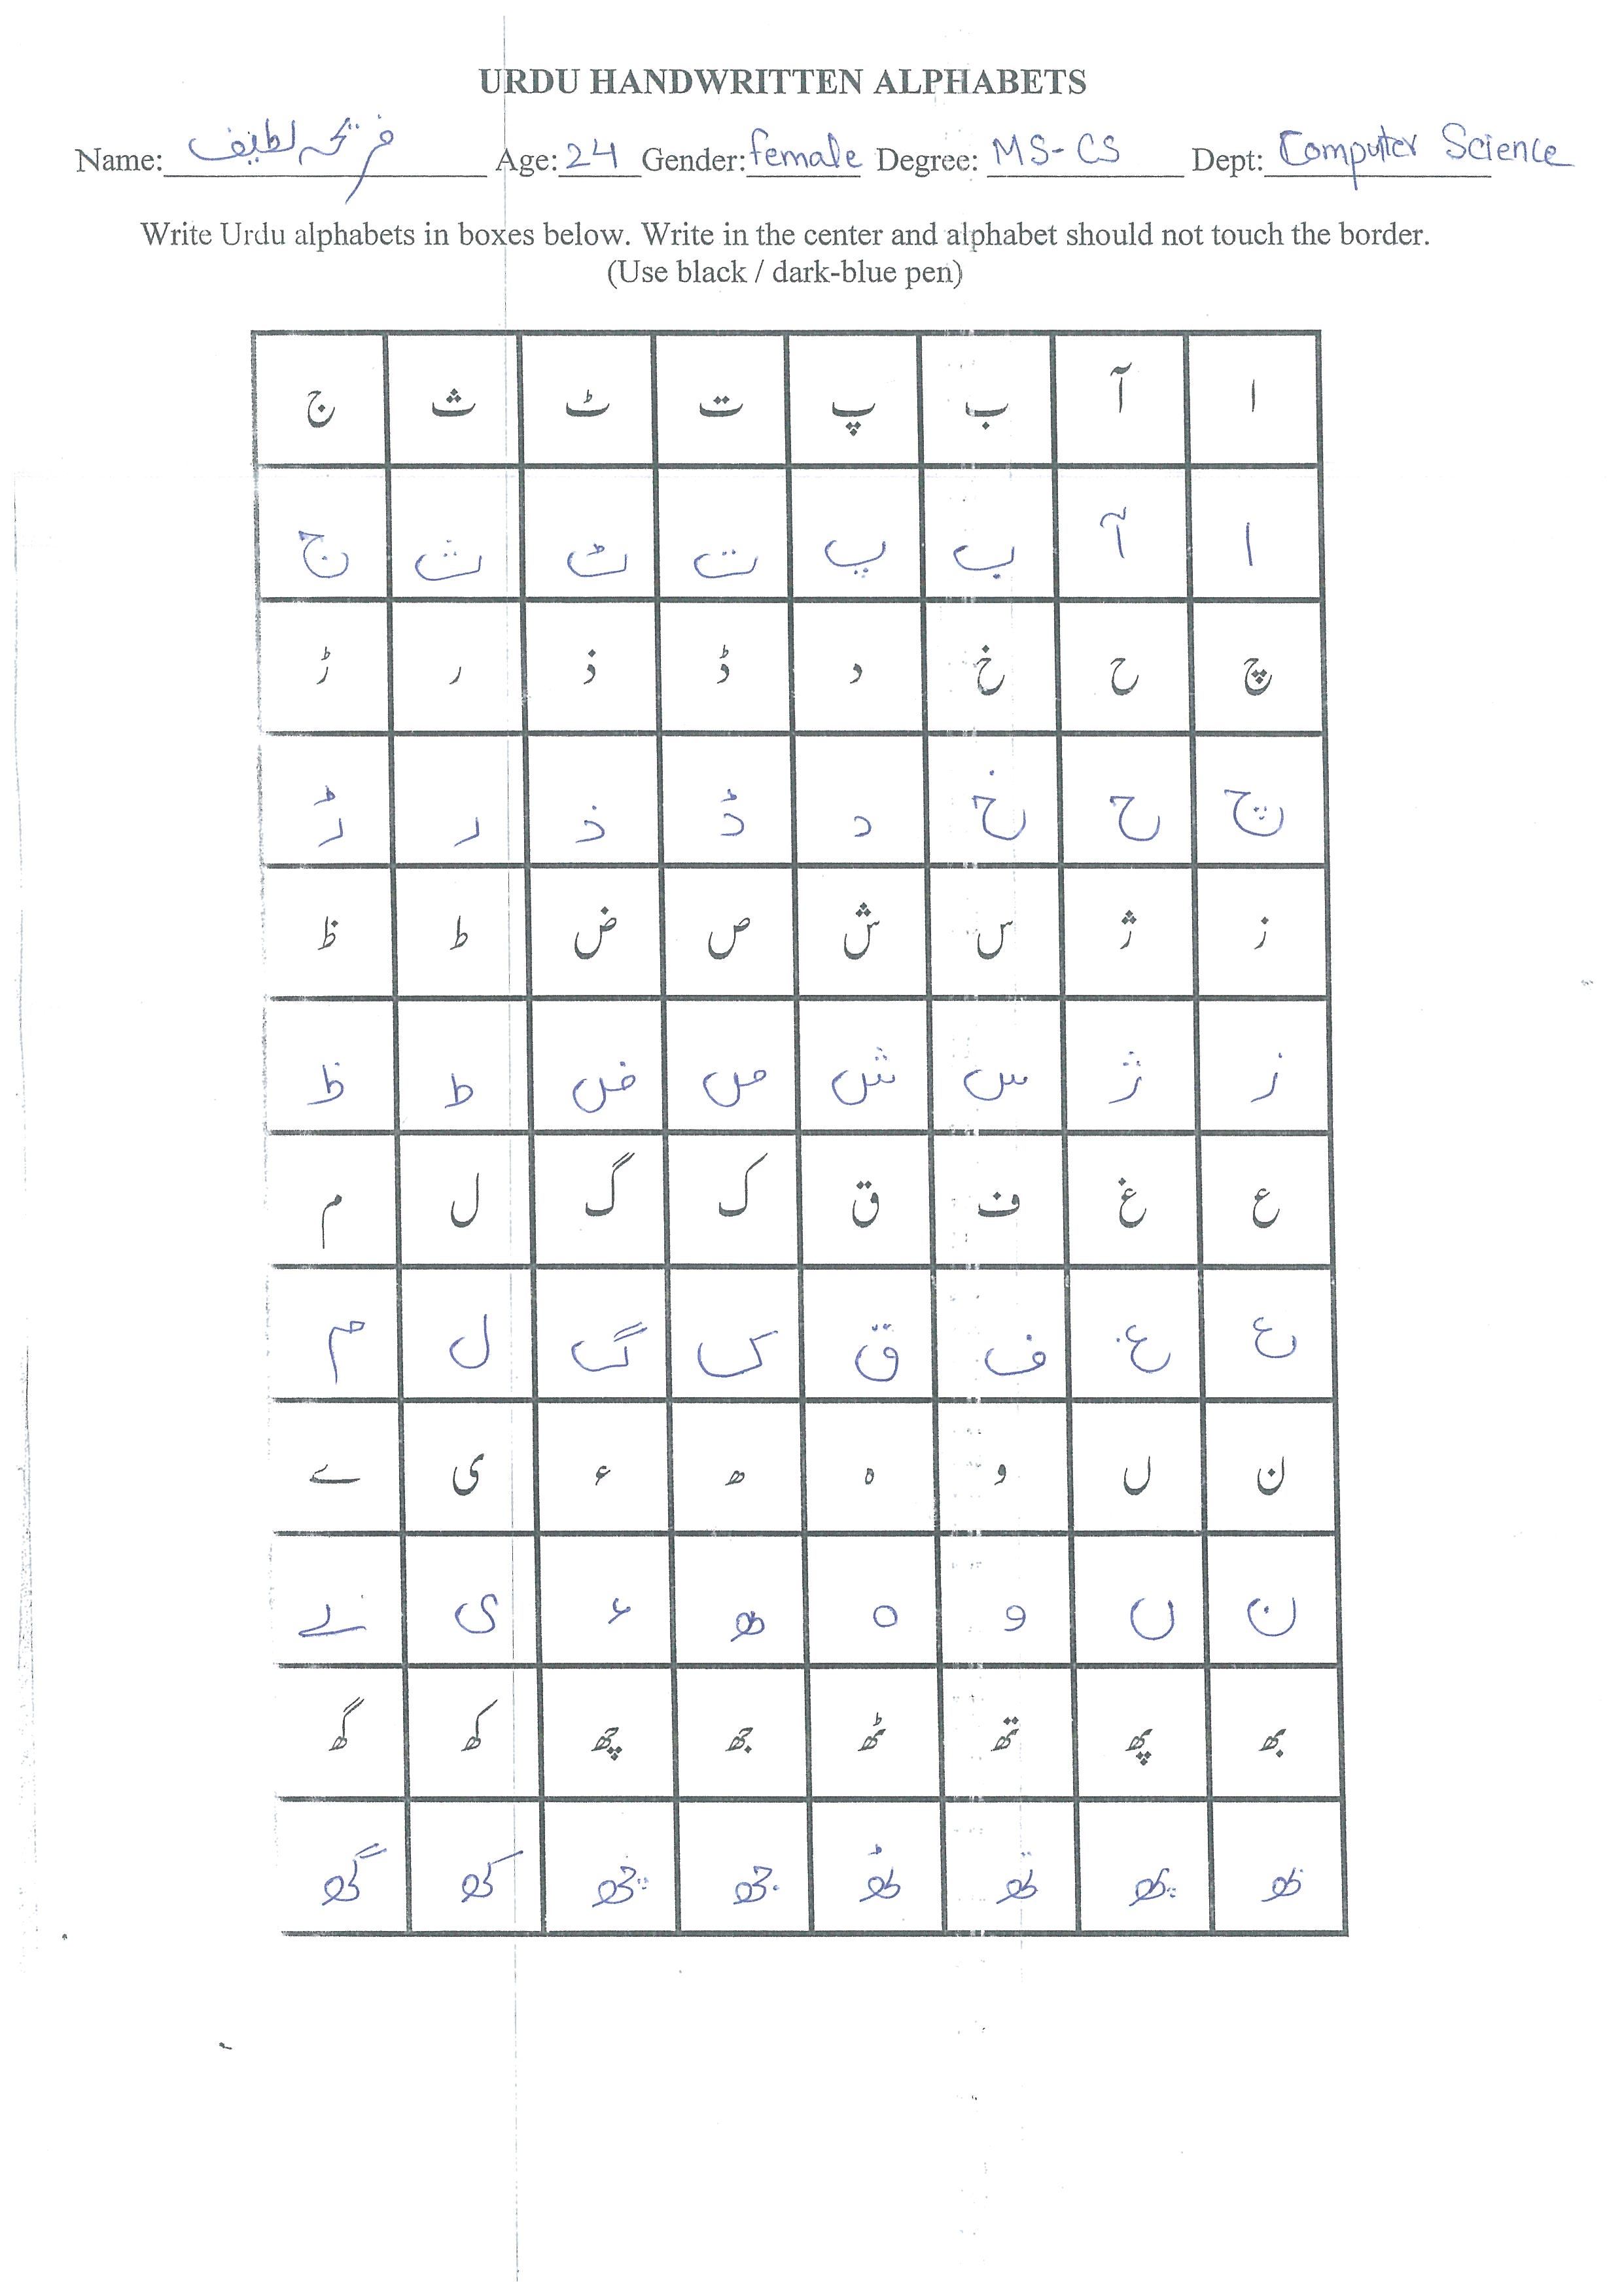 URDU HANDWRITTEN ALPHABETS
Name: فریحہ لطیف Age: 24 Gender: female Degree: MS-CS Dept: Computer Science
Write Urdu alphabets in boxes below. Write in the center and alphabet should not touch the border.
(Use black / dark-blue pen)
ا آ ب پ ت ٹ ث ج
ا آ ب پ ت ٹ ث ج
چ ح خ د ڈ ذ ر ڑ
چ ح خ د ڈ ذ ر ڑ
ز ژ س ش ص ض ط ظ
ز ژ س ش ص ض ط ظ
ع غ ف ق ک گ ل م
ع غ ف ق ک گ ل م
ن ں و ہ ھ ء ی ے
ن ں و ہ ھ ء ی ے
بھ پھ تھ ٹھ جھ چھ کھ گھ
بھ پھ تھ ٹھ جھ چھ کھ گھ